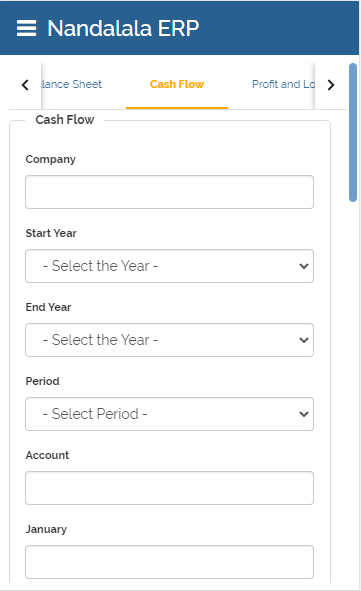 Nandalala ERP
lance Sheet Cash Flow Profit and Lo
Cash Flow
Company
Start Year
- Select the Year -
End Year
- Select the Year -
Period
- Select Period -
Account
January